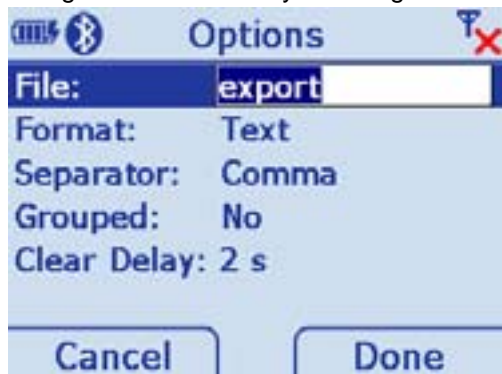 Options
File: export
Format: Text
Separator: Comma
Grouped: No
Clear Delay: 2 s
Cancel Done